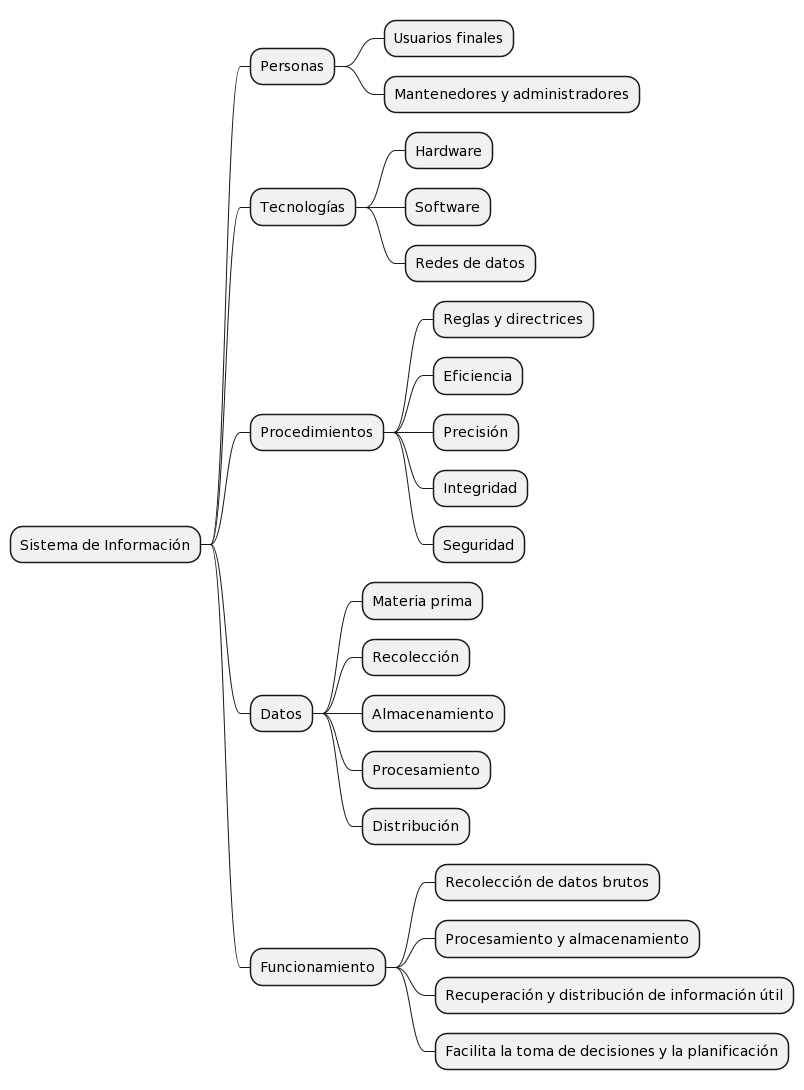 Sistema de Información
Personas
Usuarios finales
Mantenedores y administradores
Tecnologías
Hardware
Software
Redes de datos
Procedimientos
Reglas y directrices
Eficiencia
Precisión
Integridad
Seguridad
Datos
Materia prima
Recolección
Almacenamiento
Procesamiento
Distribución
Funcionamiento
Recolección de datos brutos
Procesamiento y almacenamiento
Recuperación y distribución de información útil
Facilita la toma de decisiones y la planificación